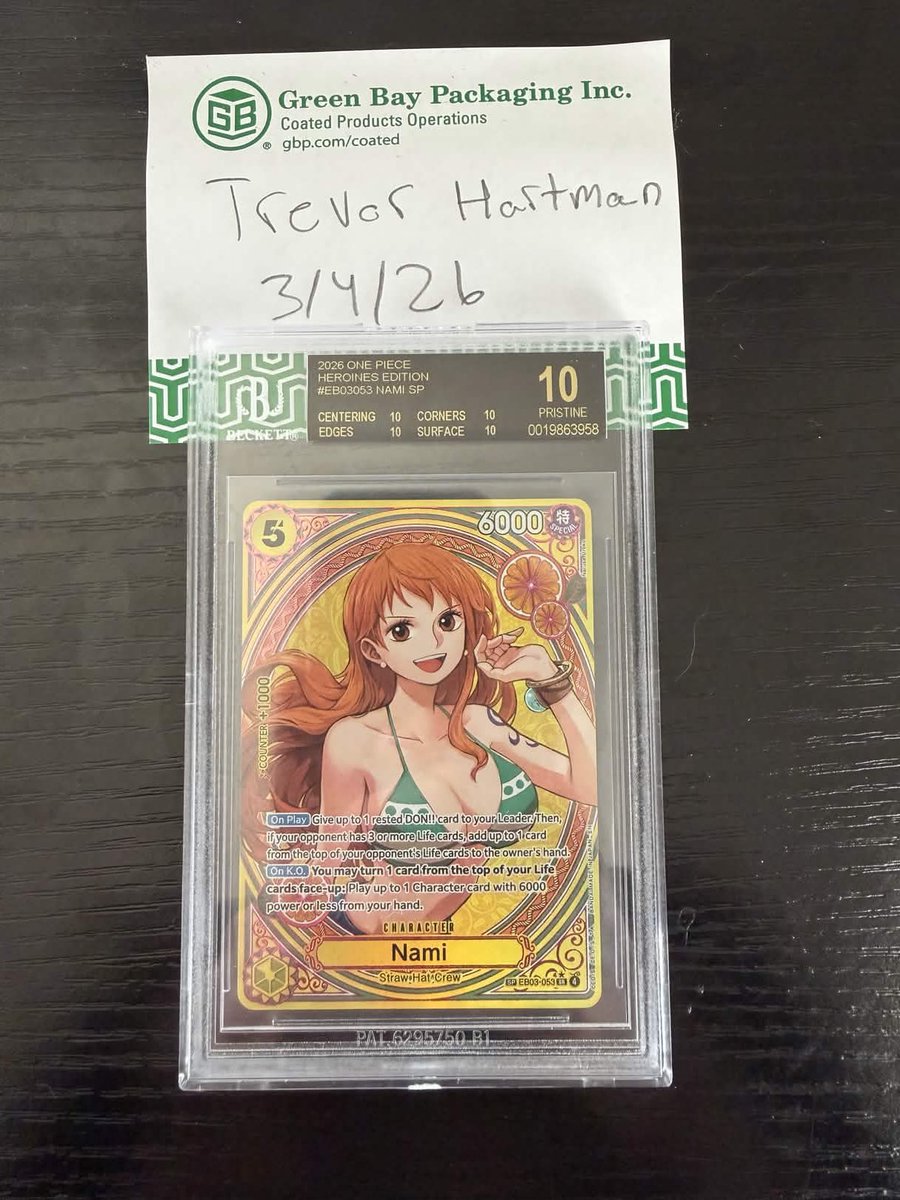 GB
®
Green Bay Packaging Inc.
Coated Products Operations
gbp.com/coated
Trevor Hartman
3/4/26
B
BECKETT®
2026 ONE PIECE
HEROINES EDITION
#EB03053 NAMI SP
CENTERING 10 CORNERS 10
EDGES 10 SURFACE 10
10
PRISTINE
0019863958
5
6000
特
SPECIAL
COUNTER +1000
On Play Give up to 1 rested DON!! card to your Leader. Then,
if your opponent has 3 or more Life cards, add up to 1 card
from the top of your opponent's Life cards to the owner's hand.
On K.O. You may turn 1 card from the top of your Life
cards face-up: Play up to 1 Character card with 6000
power or less from your hand.
CHARACTER
Nami
Straw Hat Crew
SP EB03-053 SR 4
PAT. 6295750 B1